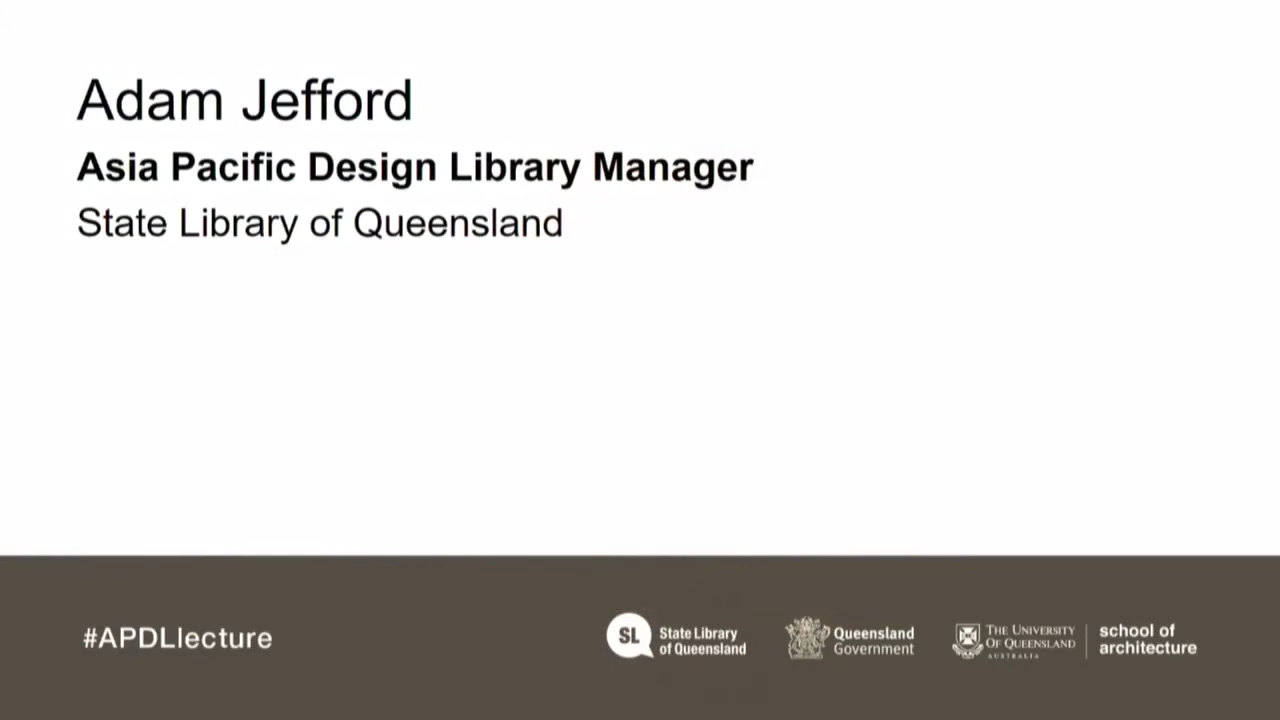 Adam Jefford
Asia Pacific Design Library Manager
State Library of Queensland
#APDLlecture
SL
State Library
of Queensland
Queensland
Government
THE UNIVERSITY
OF QUEENSLAND
AUSTRALIA
school of
architecture